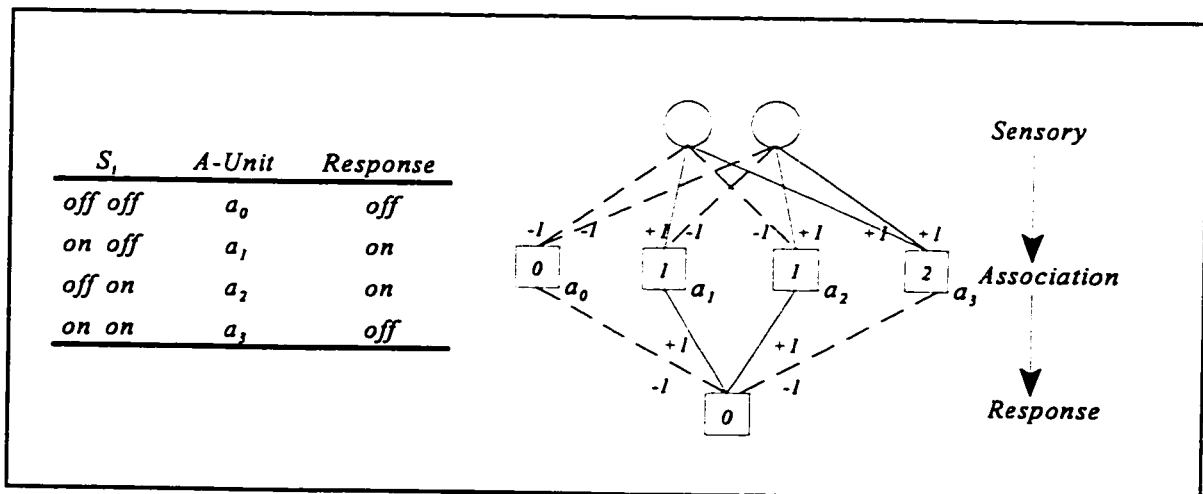 S₁ A-Unit Response
off off a₀ off
on off a₁ on
off on a₂ on
on on a₃ off
Sensory
-1 -1 +1 -1 -1 +1 +1 +1
0 a₀ 1 a₁ 1 a₂ 2 a₃
Association
+1 +1
-1 -1
0
Response